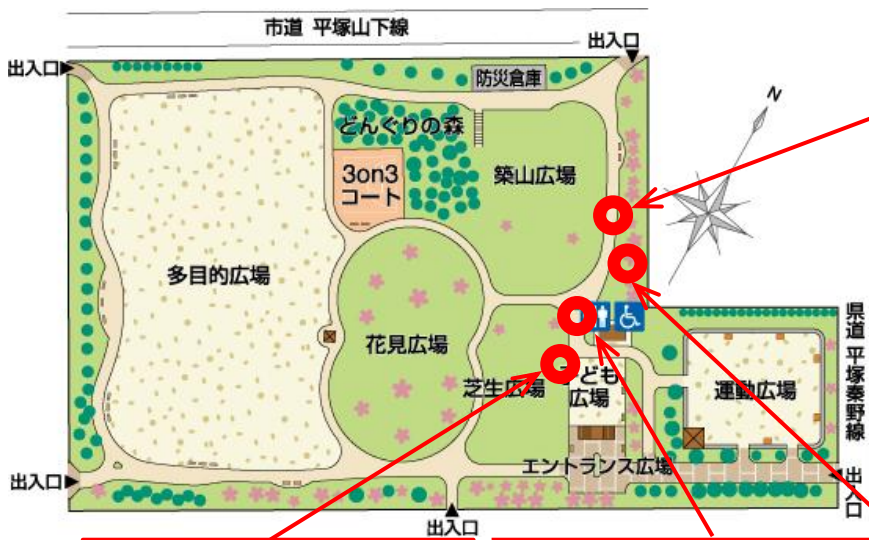 市道 平塚山下線
出入口
出入口
防災倉庫
N
どんぐりの森
3on3
コート
築山広場
多目的広場
花見広場
芝生広場
子ども
広場
運動広場
県道 平塚秦野線
エントランス広場
出入口
出入口
出入口